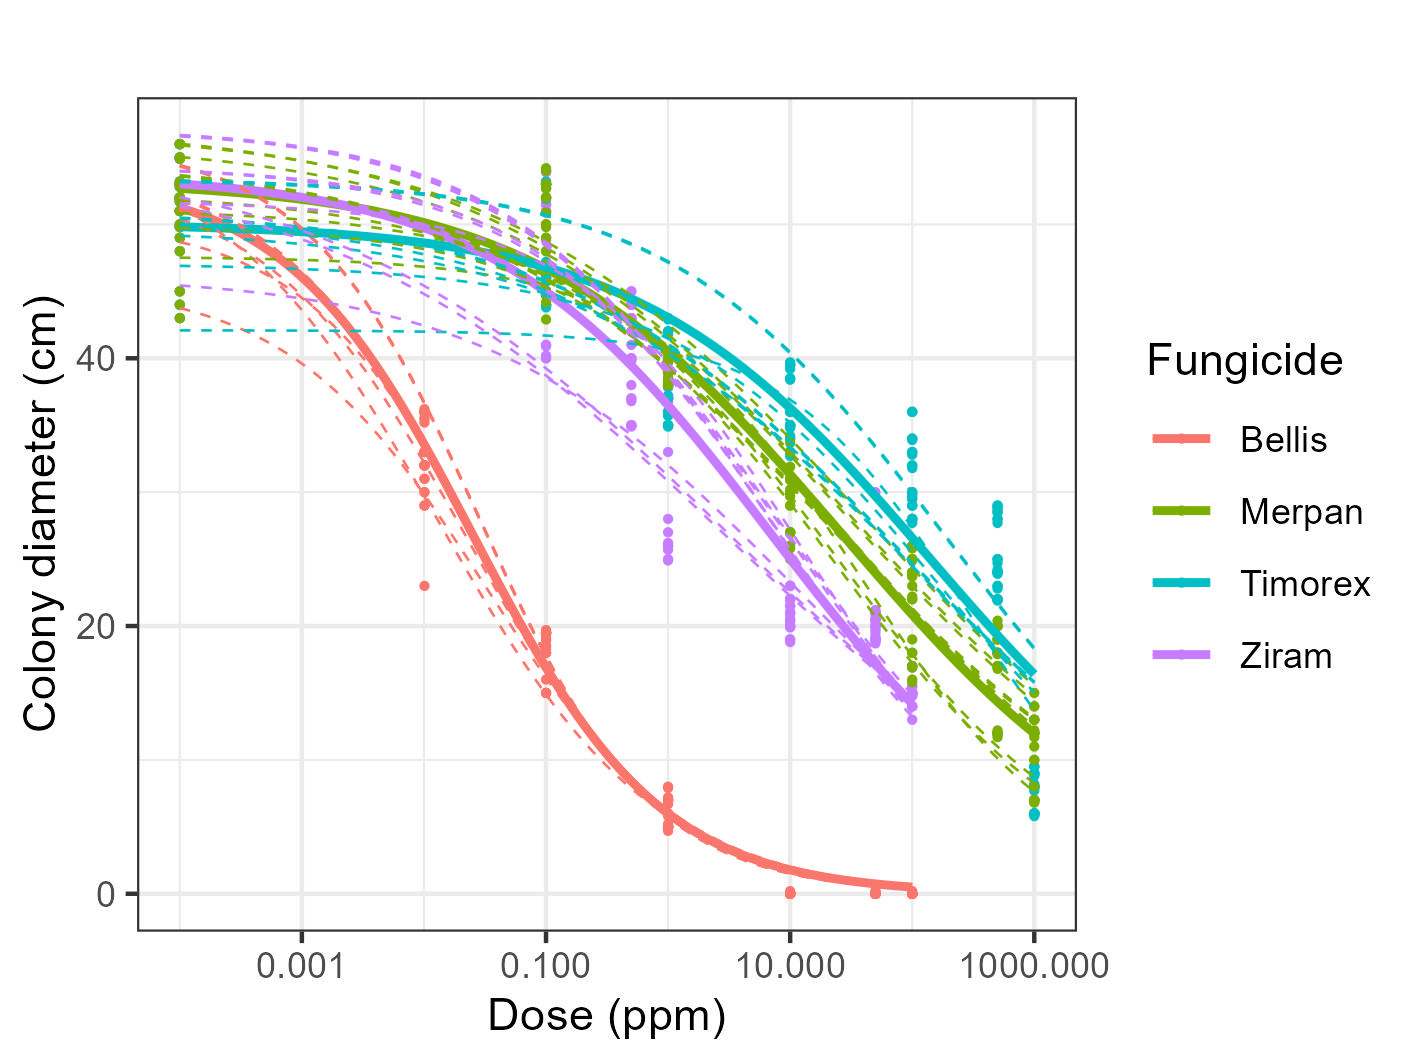 Colony diameter (cm)
40
20
0
0.001
0.100
10.000
1000.000
Dose (ppm)
Fungicide
Bellis
Merpan
Timorex
Ziram